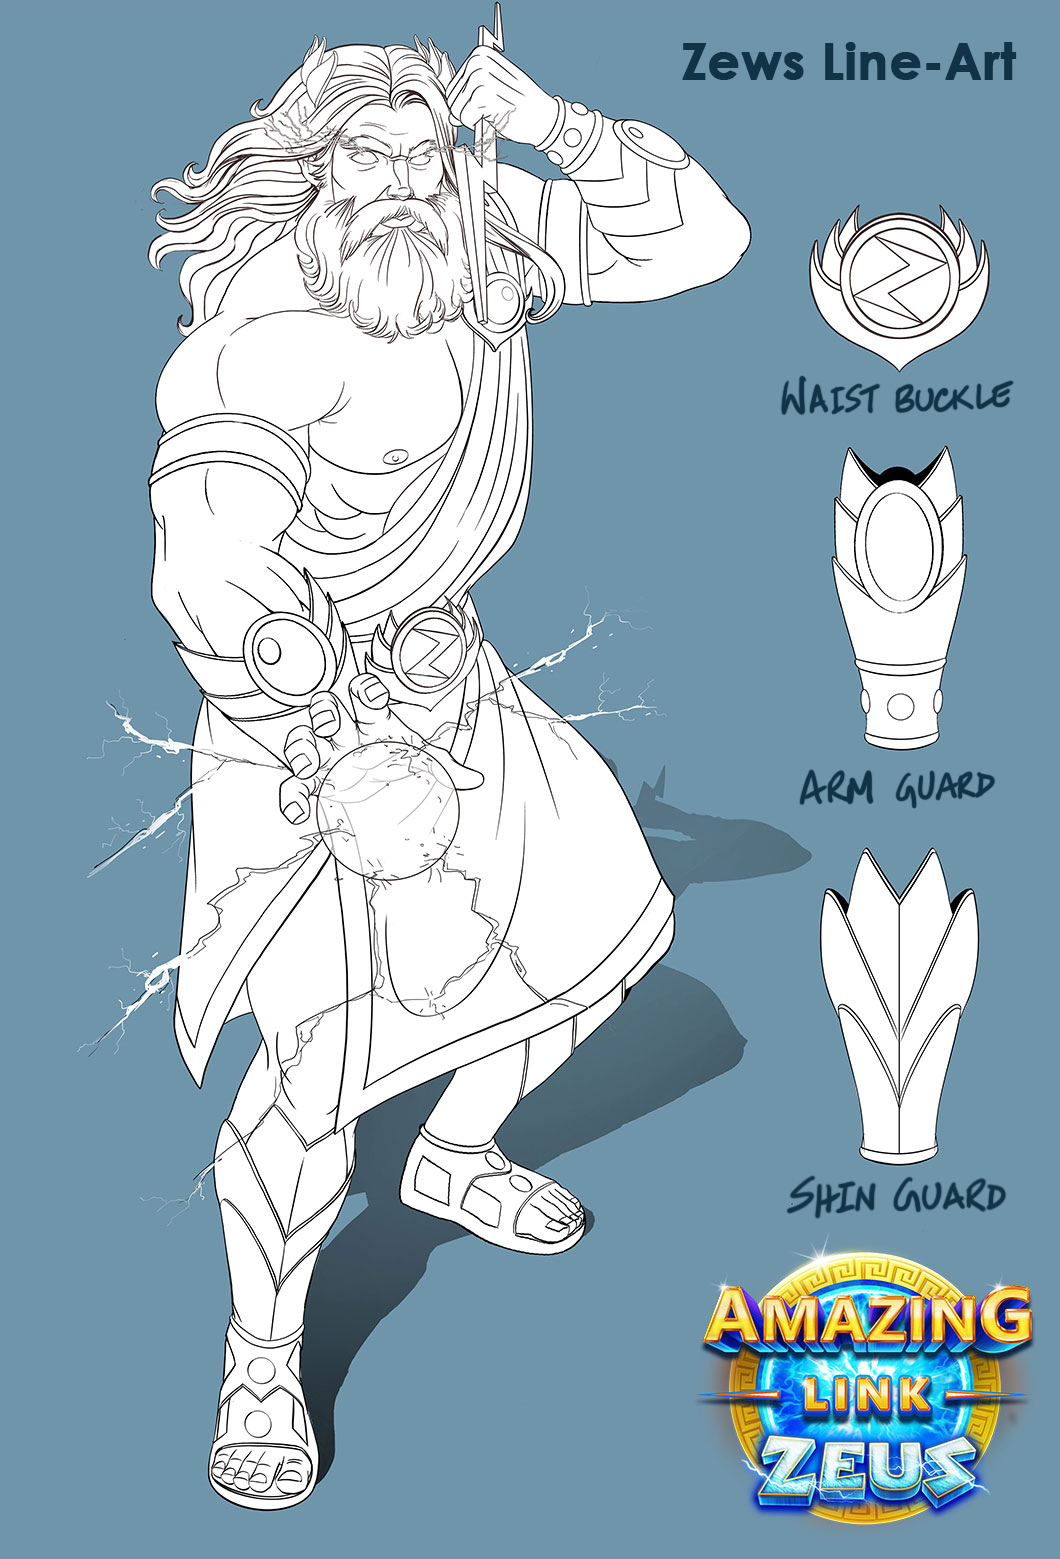 Zews Line-Art
WAIST BUCKLE
ARM GUARD
SHIN GUARD
AMAZING
LINK
ZEUS